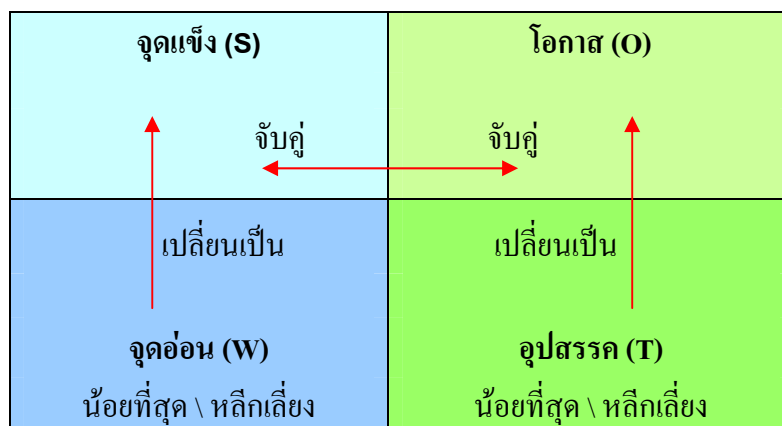 จุดแข็ง (S) โอกาส (O)
จับคู่ จับคู่
เปลี่ยนเป็น เปลี่ยนเป็น
จุดอ่อน (W) อุปสรรค (T)
น้อยที่สุด \ หลีกเลี่ยง น้อยที่สุด \ หลีกเลี่ยง